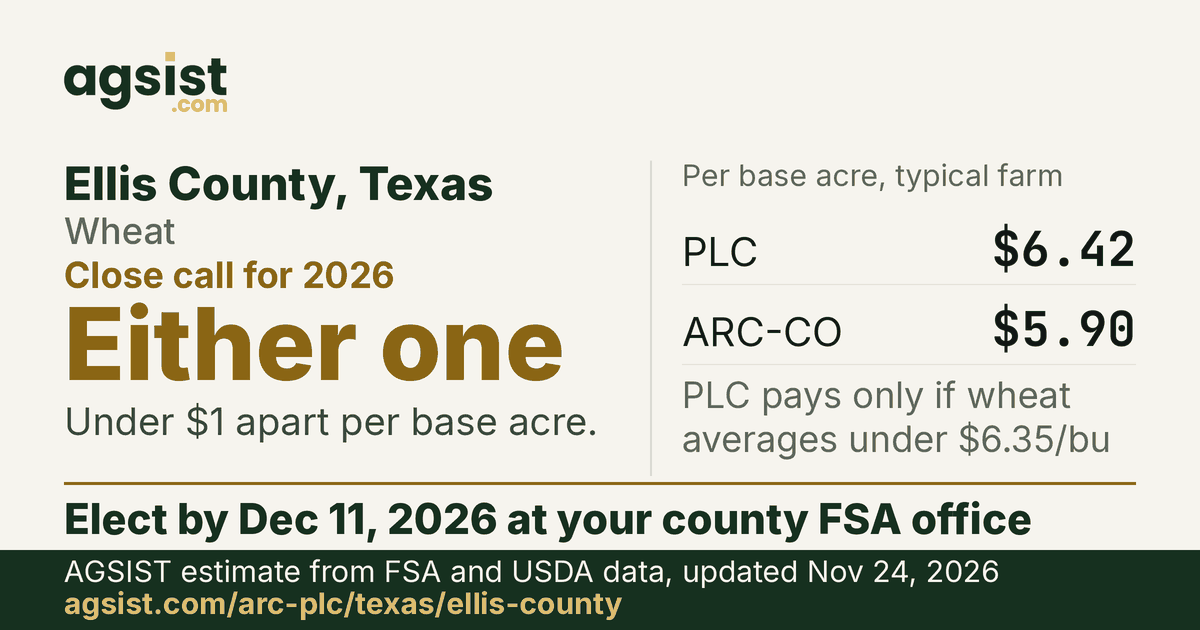 agsist
.com
Ellis County, Texas
Wheat
Close call for 2026
Either one
Under $1 apart per base acre.
Per base acre, typical farm
PLC $6.42
ARC-CO $5.90
PLC pays only if wheat
averages under $6.35/bu
Elect by Dec 11, 2026 at your county FSA office
AGSIST estimate from FSA and USDA data, updated Nov 24, 2026
agsist.com/arc-plc/texas/ellis-county